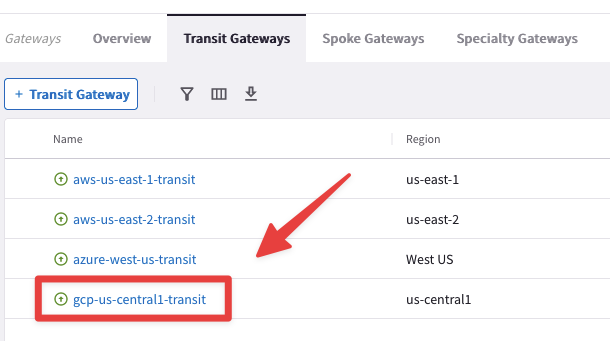 Gateways Overview Transit Gateways Spoke Gateways Specialty Gateways
+ Transit Gateway
Name Region
aws-us-east-1-transit us-east-1
aws-us-east-2-transit us-east-2
azure-west-us-transit West US
gcp-us-central1-transit us-central1